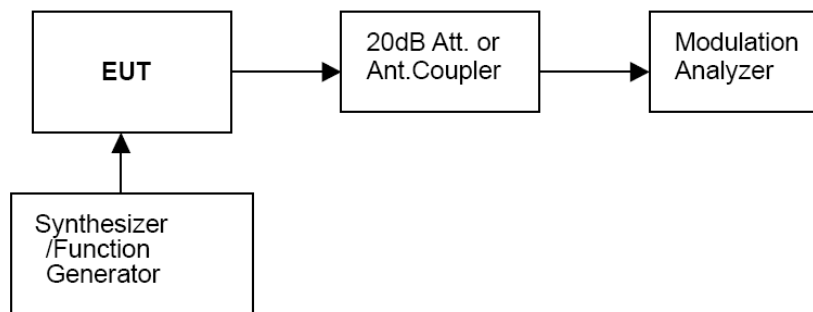 EUT
20dB Att. or
Ant.Coupler
Modulation
Analyzer
Synthesizer
/Function
Generator